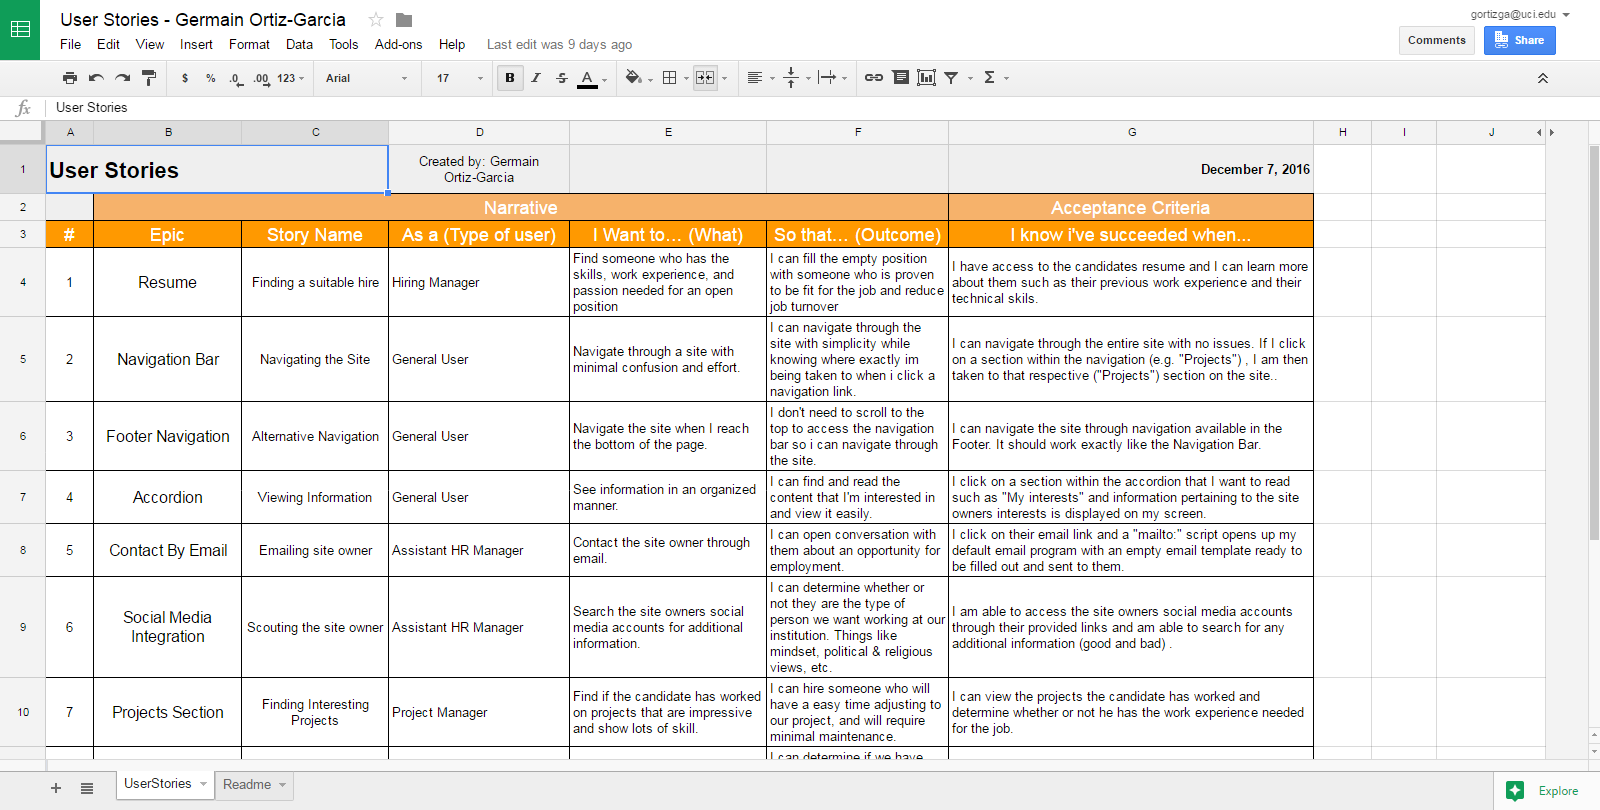 User Stories - Germain Ortiz-Garcia
gortizga@uci.edu
File Edit View Insert Format Data Tools Add-ons Help Last edit was 9 days ago
Comments
Share
$ % .0 .00 123 Arial 17 B I S A Σ
fx User Stories
A B C D E F G H I J
1
User Stories
Created by: Germain
Ortiz-Garcia
December 7, 2016
2
Narrative
Acceptance Criteria
3
# Epic Story Name As a (Type of user) I Want to... (What) So that... (Outcome) I know i've succeeded when...
4
1
Resume
Finding a suitable hire
Hiring Manager
Find someone who has the
skills, work experience, and
passion needed for an open
position
I can fill the empty position
with someone who is proven
to be fit for the job and reduce
job turnover
I have access to the candidates resume and I can learn more
about them such as their previous work experience and their
technical skils.
5
2
Navigation Bar
Navigating the Site
General User
Navigate through a site with
minimal confusion and effort.
I can navigate through the
site with simplicity while
knowing where exactly im
being taken to when i click a
navigation link.
I can navigate through the entire site with no issues. If I click
on a section within the navigation (e.g. "Projects") , I am then
taken to that respective ("Projects") section on the site..
6
3
Footer Navigation
Alternative Navigation
General User
Navigate the site when I reach
the bottom of the page.
I don't need to scroll to the
top to access the navigation
bar so i can navigate through
the site.
I can navigate the site through navigation available in the
Footer. It should work exactly like the Navigation Bar.
7
4
Accordion
Viewing Information
General User
See information in an organized
manner.
I can find and read the
content that I'm interested in
and view it easily.
I click on a section within the accordion that I want to read
such as "My interests" and information pertaining to the site
owners interests is displayed on my screen.
8
5
Contact By Email
Emailing site owner
Assistant HR Manager
Contact the site owner through
email.
I can open conversation with
them about an opportunity for
employment.
I click on their email link and a "mailto:" script opens up my
default email program with an empty email template ready to
be filled out and sent to them.
9
6
Social Media
Integration
Scouting the site owner
Assistant HR Manager
Search the site owners social
media accounts for additional
information.
I can determine whether or
not they are the type of
person we want working at our
institution. Things like
mindset, political & religious
views, etc.
I am able to access the site owners social media accounts
through their provided links and am able to search for any
additional information (good and bad) .
10
7
Projects Section
Finding Interesting
Projects
Project Manager
Find if the candidate has worked
on projects that are impressive
and show lots of skill.
I can hire someone who will
have a easy time adjusting to
our project, and will require
minimal maintenance.
I can view the projects the candidate has worked and
determine whether or not he has the work experience needed
for the job.
I can determine if we have
UserStories
Readme
Explore